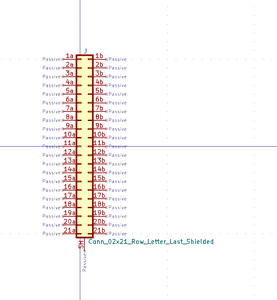 J
Passive 1a 1b Passive
Passive 2a 2b Passive
Passive 3a 3b Passive
Passive 4a 4b Passive
Passive 5a 5b Passive
Passive 6a 6b Passive
Passive 7a 7b Passive
Passive 8a 8b Passive
Passive 9a 9b Passive
Passive 10a 10b Passive
Passive 11a 11b Passive
Passive 12a 12b Passive
Passive 13a 13b Passive
Passive 14a 14b Passive
Passive 15a 15b Passive
Passive 16a 16b Passive
Passive 17a 17b Passive
Passive 18a 18b Passive
Passive 19a 19b Passive
Passive 20a 20b Passive
Passive 21a 21b Passive
Conn_02x21_Row_Letter_Last_Shielded
SH
Passive